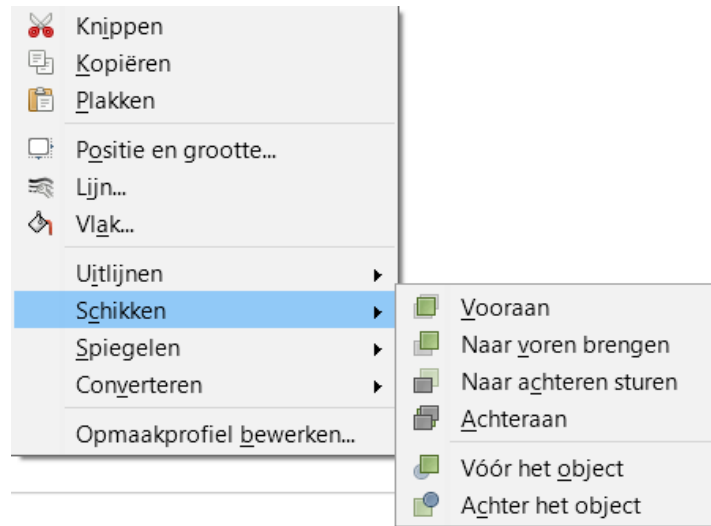 Knippen
Kopiëren
Plakken
Positie en grootte...
Lijn...
Vlak...
Uitlijnen
Schikken
Spiegelen
Converteren
Opmaakprofiel bewerken...
Vooraan
Naar voren brengen
Naar achteren sturen
Achteraan
Vóór het object
Achter het object